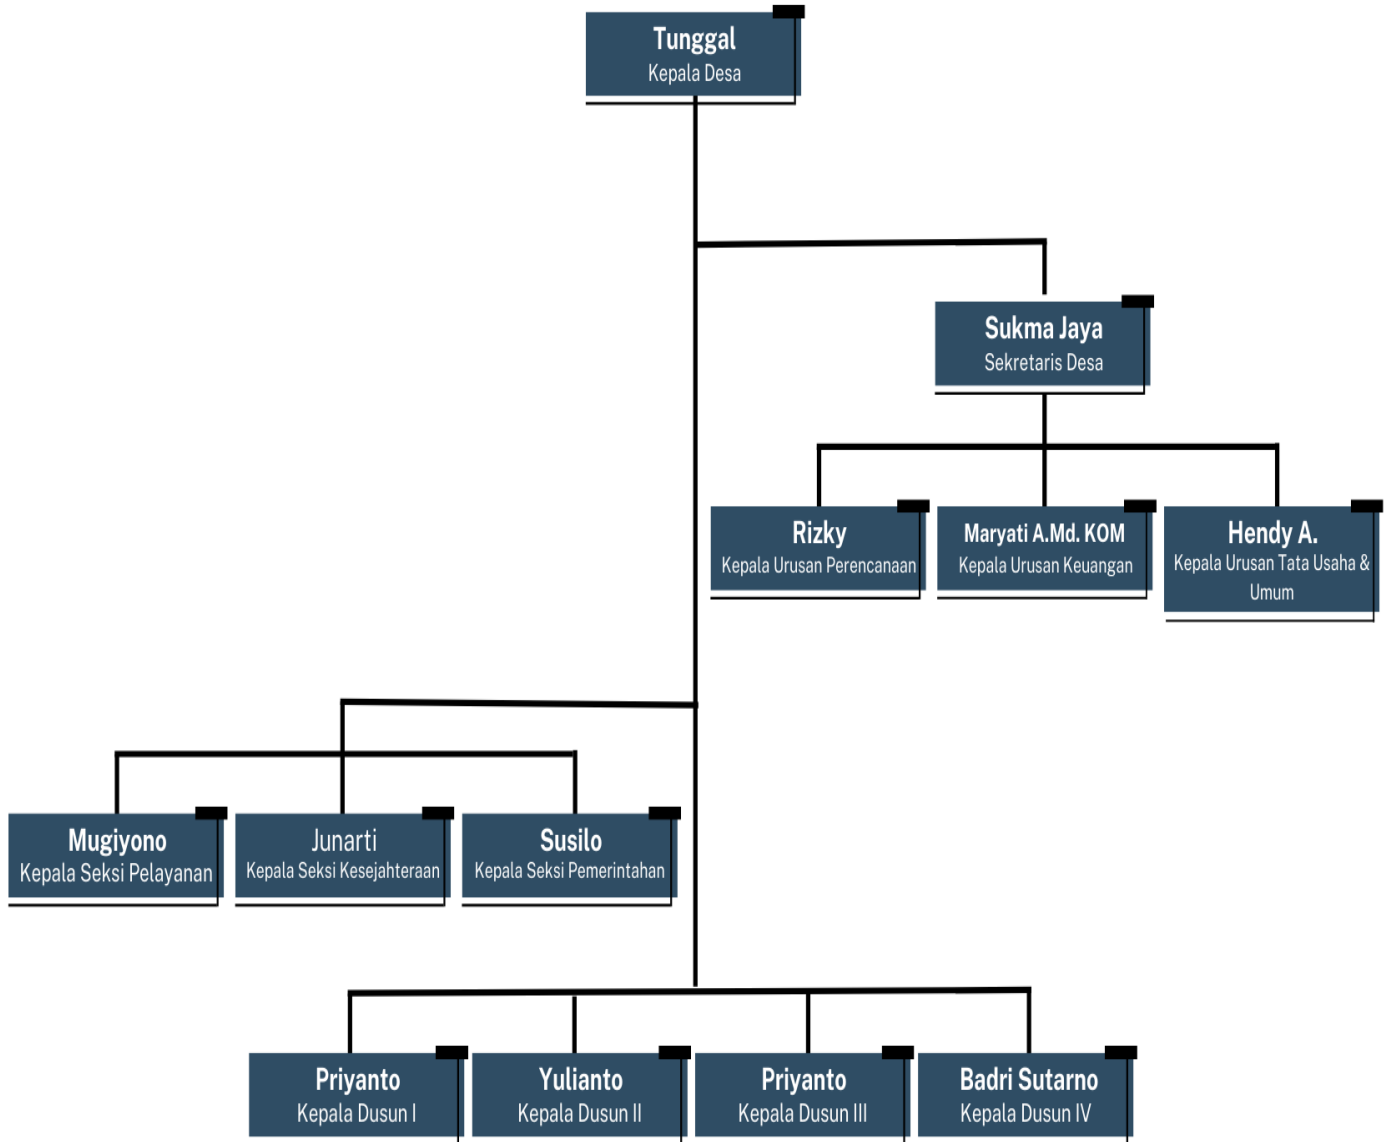 Tunggal
Kepala Desa
Sukma Jaya
Sekretaris Desa
Rizky
Kepala Urusan Perencanaan
Maryati A.Md. KOM
Kepala Urusan Keuangan
Hendy A.
Kepala Urusan Tata Usaha &
Umum
Mugiyono
Kepala Seksi Pelayanan
Junarti
Kepala Seksi Kesejahteraan
Susilo
Kepala Seksi Pemerintahan
Priyanto
Kepala Dusun I
Yulianto
Kepala Dusun II
Priyanto
Kepala Dusun III
Badri Sutarno
Kepala Dusun IV